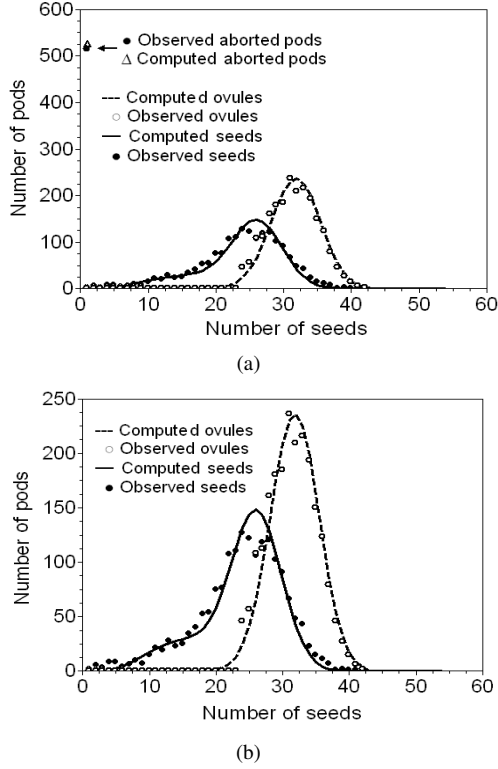 600
500
400
300
200
100
0
Number of pods
Observed aborted pods
Computed aborted pods
Computed ovules
Observed ovules
Computed seeds
Observed seeds
0 10 20 30 40 50 60
Number of seeds
(a)
250
200
150
100
50
0
Number of pods
Computed ovules
Observed ovules
Computed seeds
Observed seeds
0 10 20 30 40 50 60
Number of seeds
(b)